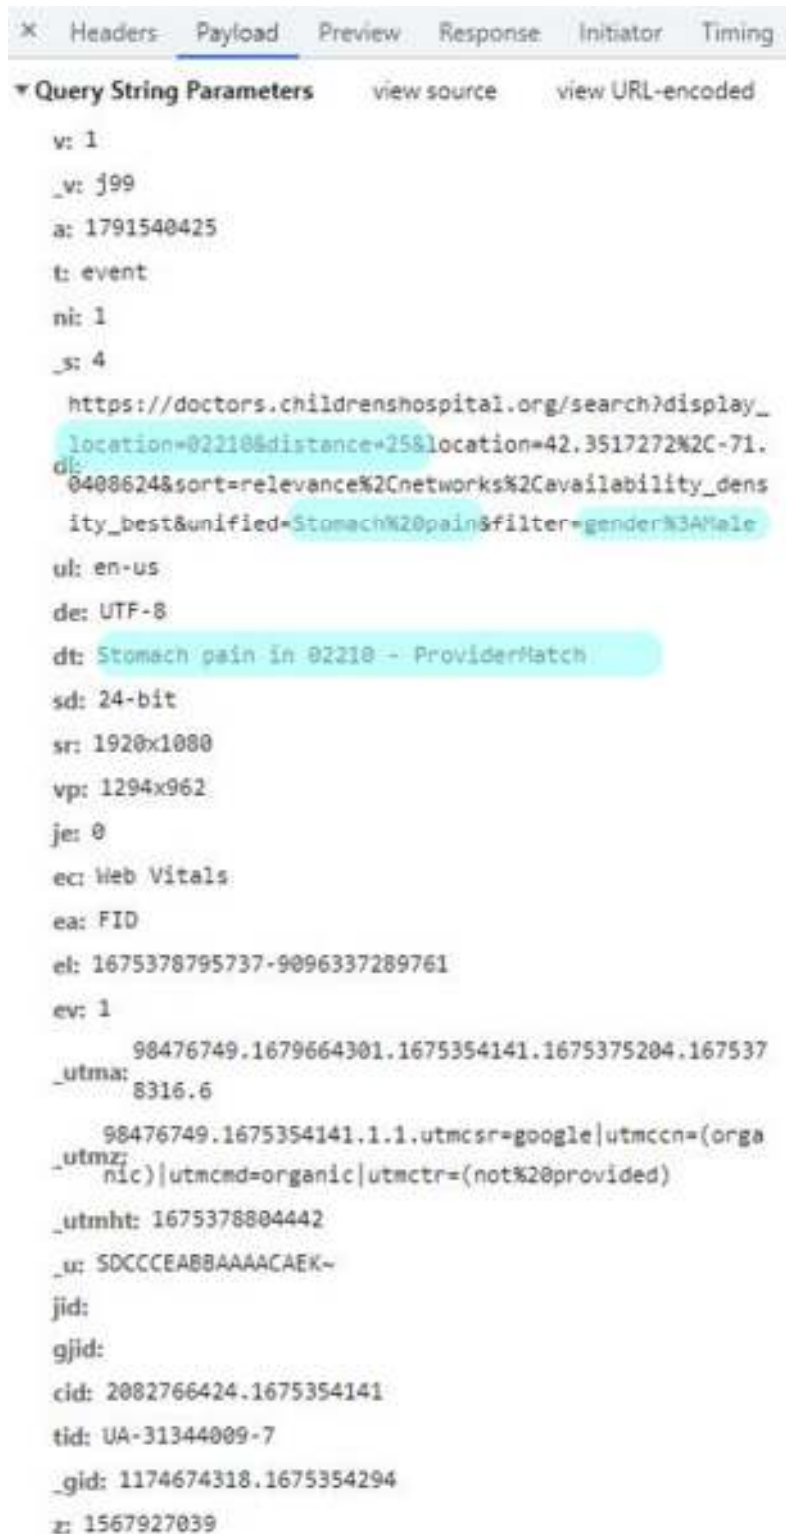 × Headers Payload Preview Response Initiator Timing
▼ Query String Parameters view source view URL-encoded
v: 1
_v: j99
a: 1791540425
t: event
ni: 1
_s: 4
https://doctors.childrenshospital.org/search?display_
location=02210&distance=25&location=42.3517272%2C-71.
dl:
0408624&sort=relevance%2Cnetworks%2Cavailability_dens
ity_best&unified=Stomach%20pain&filter=gender%3AMale
ul: en-us
de: UTF-8
dt: Stomach pain in 02210 - ProviderMatch
sd: 24-bit
sr: 1920x1080
vp: 1294x962
je: 0
ec: Web Vitals
ea: FID
el: 1675378795737-9096337289761
ev: 1
98476749.1679664301.1675354141.1675375204.167537
_utma:
8316.6
98476749.1675354141.1.1.utmcsr=google|utmccn=(orga
_utmz:
nic)|utmcmd=organic|utmctr=(not%20provided)
_utmht: 1675378804442
_u: SDCCCEABBAAAACAEK~
jid:
gjid:
cid: 2082766424.1675354141
tid: UA-31344009-7
_gid: 1174674318.1675354294
z: 1567927039